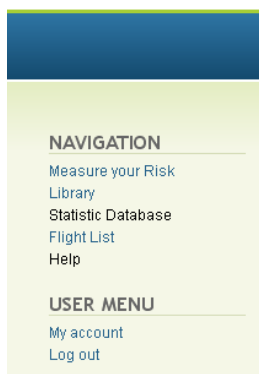 NAVIGATION
Measure your Risk
Library
Statistic Database
Flight List
Help
USER MENU
My account
Log out